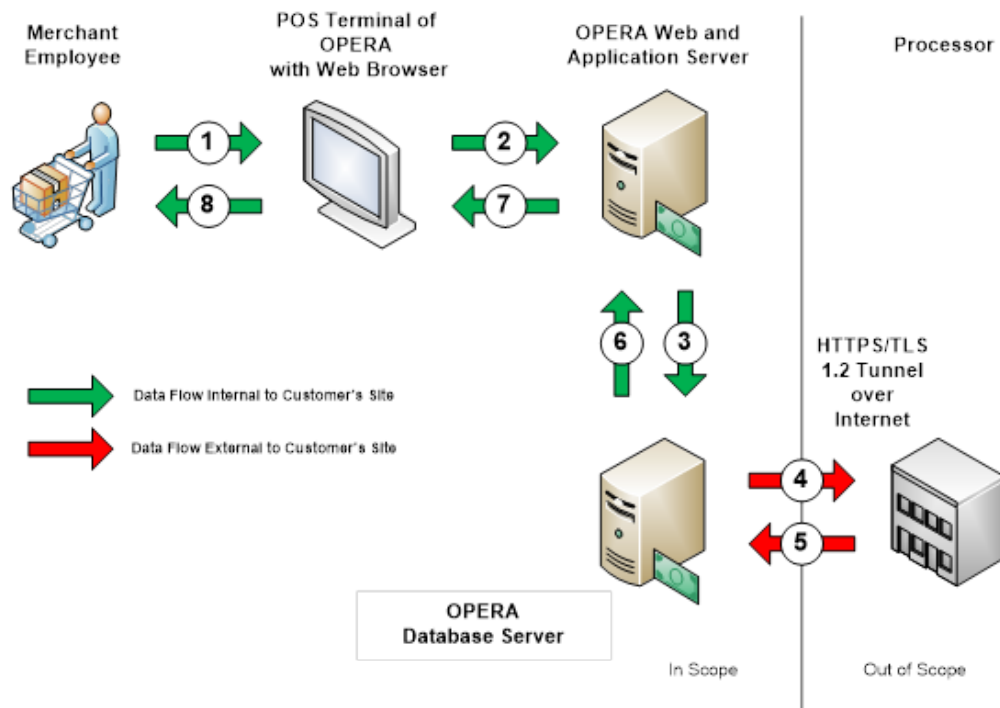 Merchant
Employee
POS Terminal of
OPERA
with Web Browser
OPERA Web and
Application Server
Processor
1
2
8
7
6
3
HTTPS/TLS
1.2 Tunnel
over
Internet
Data Flow Internal to Customer's Site
Data Flow External to Customer's Site
4
5
OPERA
Database Server
In Scope
Out of Scope